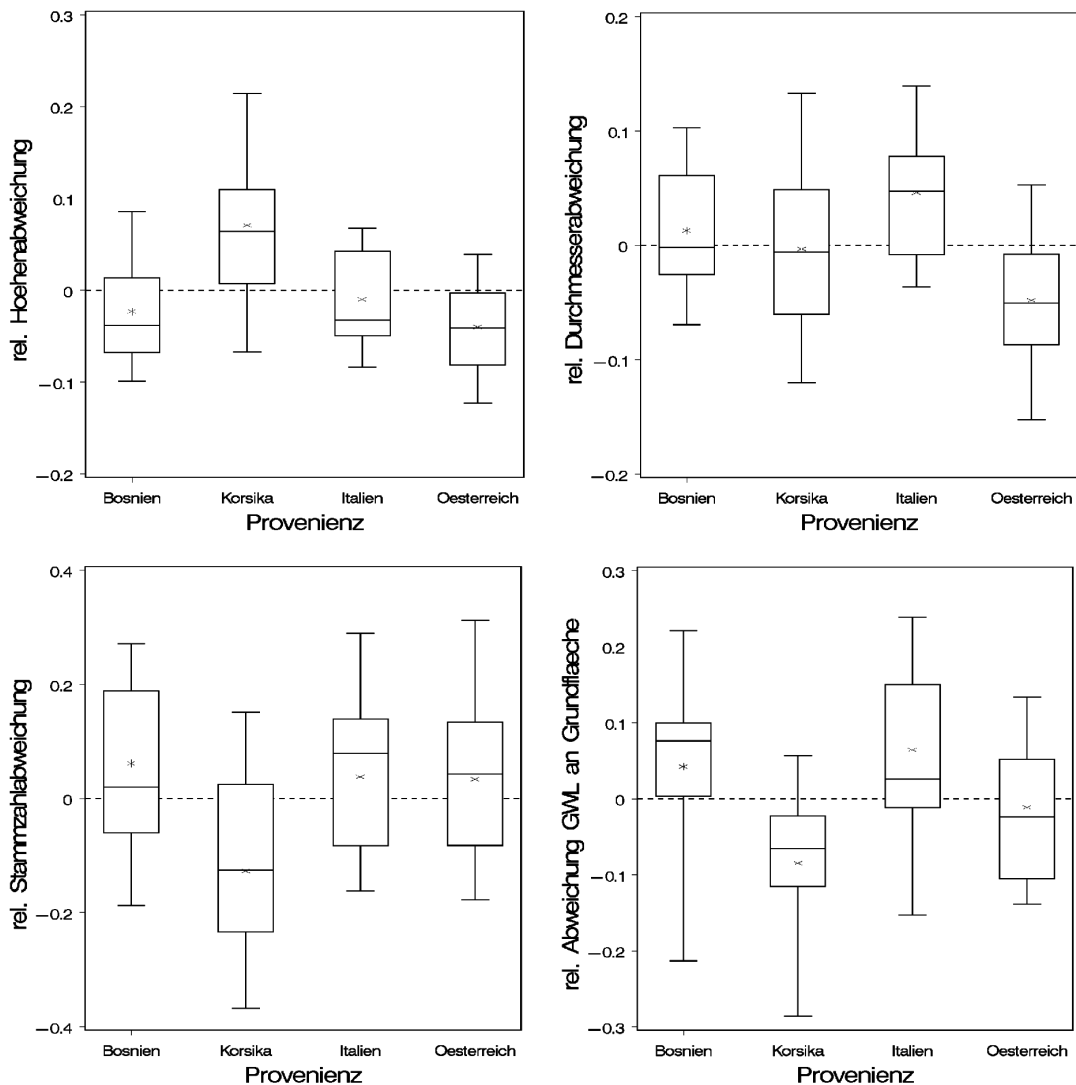 rel. Hoehenabweichung
0.3
0.2
0.1
0
−0.1
−0.2
Bosnien Korsika Italien Oesterreich
Provenienz
rel. Durchmesserabweichung
0.2
0.1
0
−0.1
−0.2
Bosnien Korsika Italien Oesterreich
Provenienz
rel. Stammzahlabweichung
0.4
0.2
0
−0.2
−0.4
Bosnien Korsika Italien Oesterreich
Provenienz
rel. Abweichung GWL an Grundflaeche
0.3
0.2
0.1
0
−0.1
−0.2
−0.3
Bosnien Korsika Italien Oesterreich
Provenienz